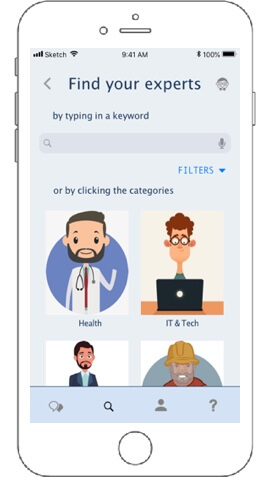 Sketch 9:41 AM 100%
Find your experts
by typing in a keyword
FILTERS
or by clicking the categories
Health IT & Tech
?